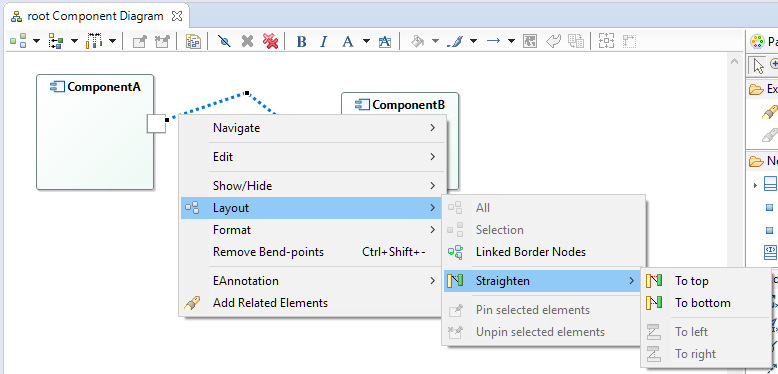 root Component Diagram
B I A
Pa
ComponentA
ComponentB
Ex
No
Navigate
Edit
Show/Hide
Layout
Format
Remove Bend-points Ctrl+Shift+-
EAnnotation
Add Related Elements
All
Selection
Linked Border Nodes
Straighten
Pin selected elements
Unpin selected elements
To top
To bottom
To left
To right